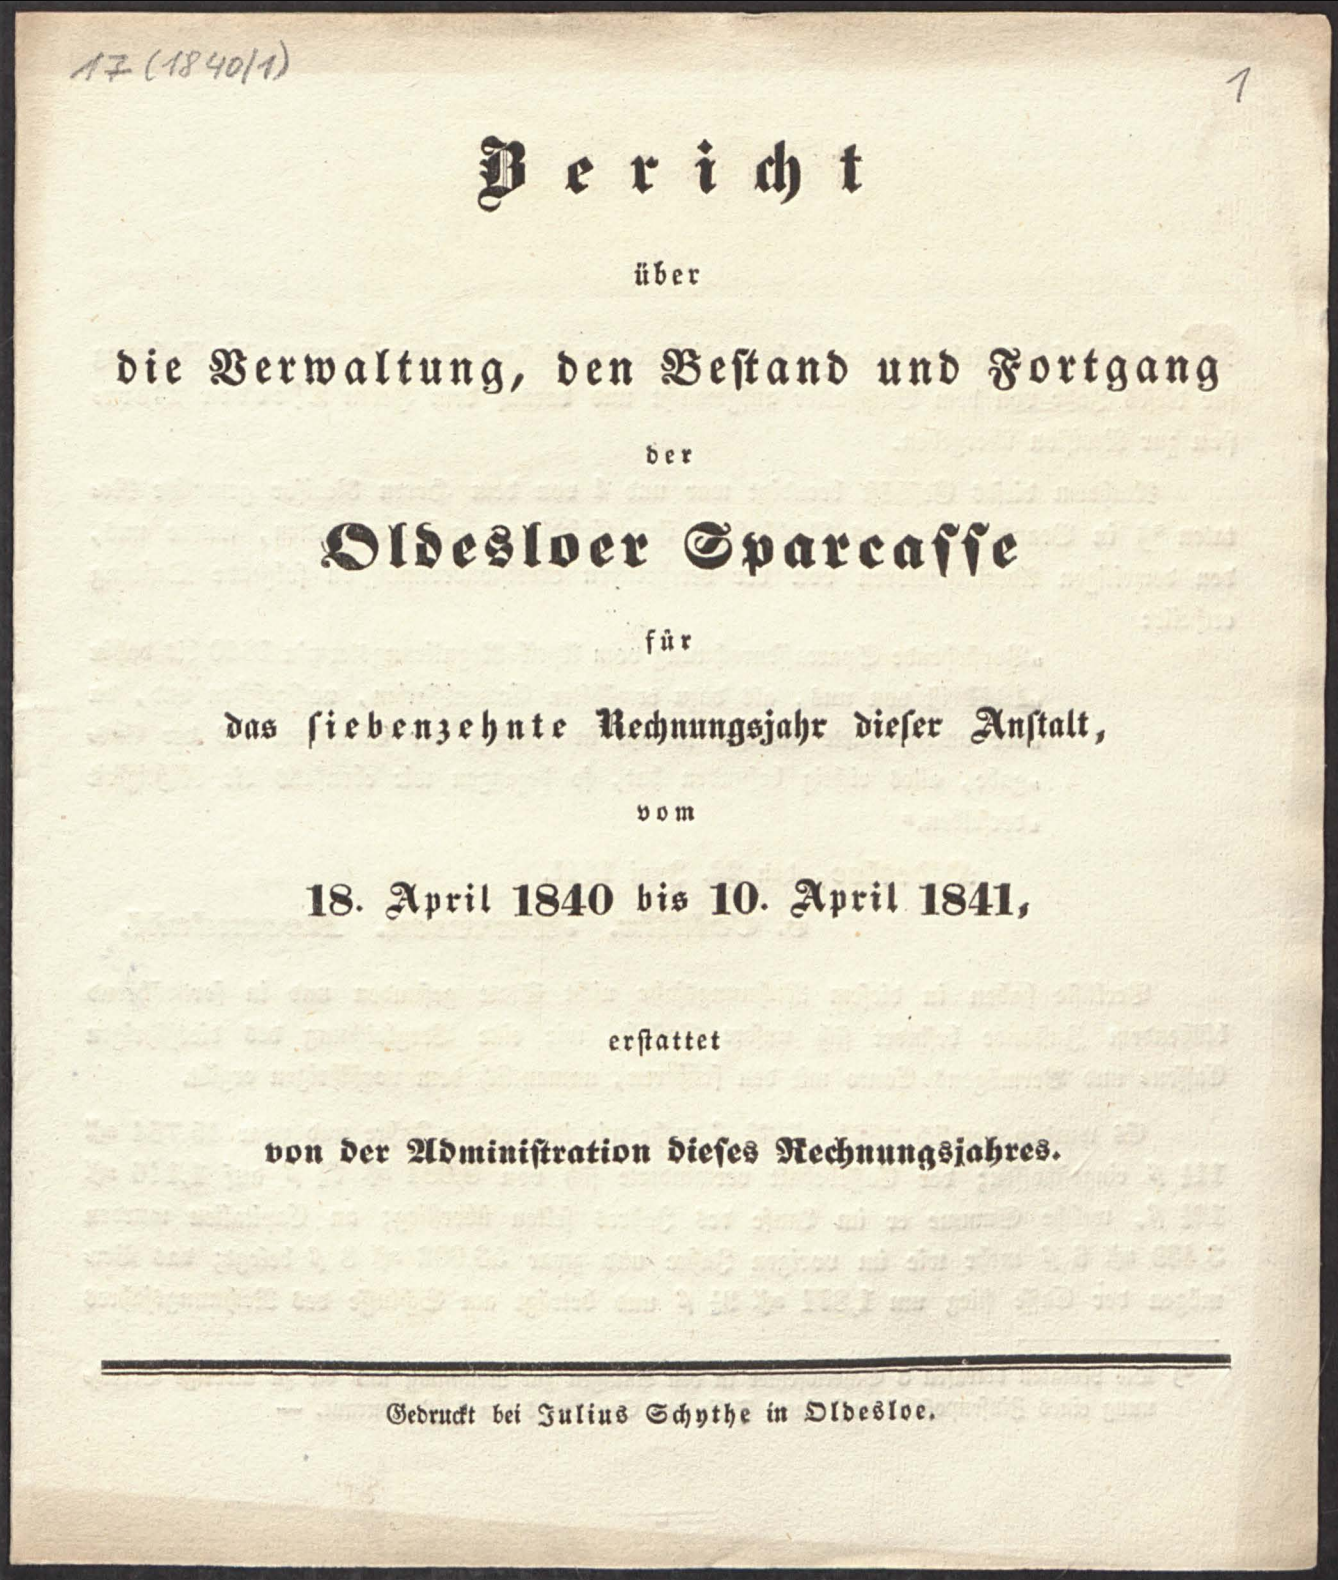 17 (1840/1)
1
Bericht
über
die Verwaltung, den Bestand und Fortgang
der
Oldesloer Sparcasse
für
das siebenzehnte Rechnungsjahr dieser Anstalt,
vom
18. April 1840 bis 10. April 1841,
erstattet
von der Administration dieses Rechnungsjahres.
Gedruckt bei Julius Schythe in Oldesloe.